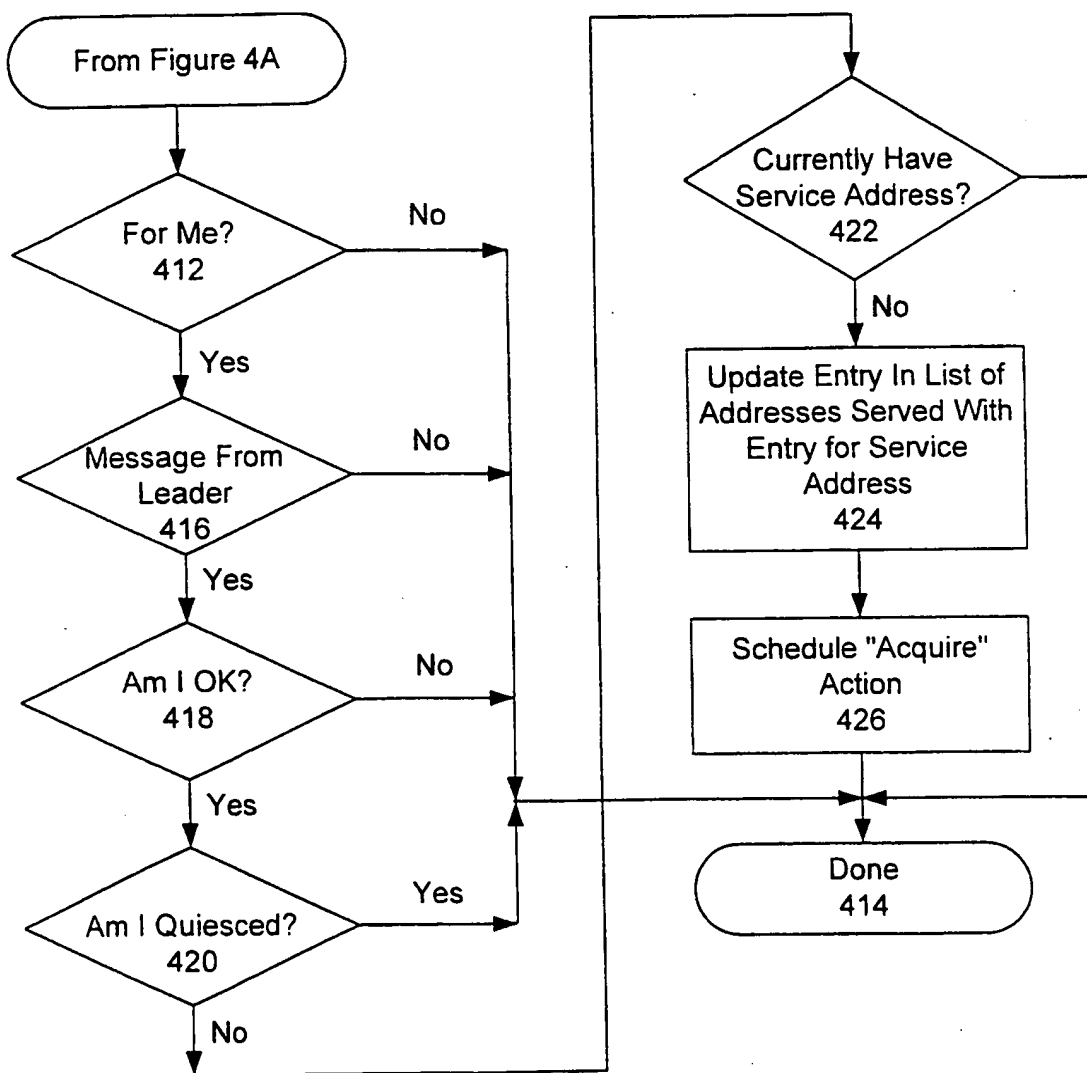 From Figure 4A
For Me?
412
No
Yes
Message From
Leader
416
No
Yes
Am I OK?
418
No
Yes
Am I Quiesced?
420
Yes
No
Currently Have
Service Address?
422
No
Update Entry In List of
Addresses Served With
Entry for Service
Address
424
Schedule "Acquire"
Action
426
Done
414